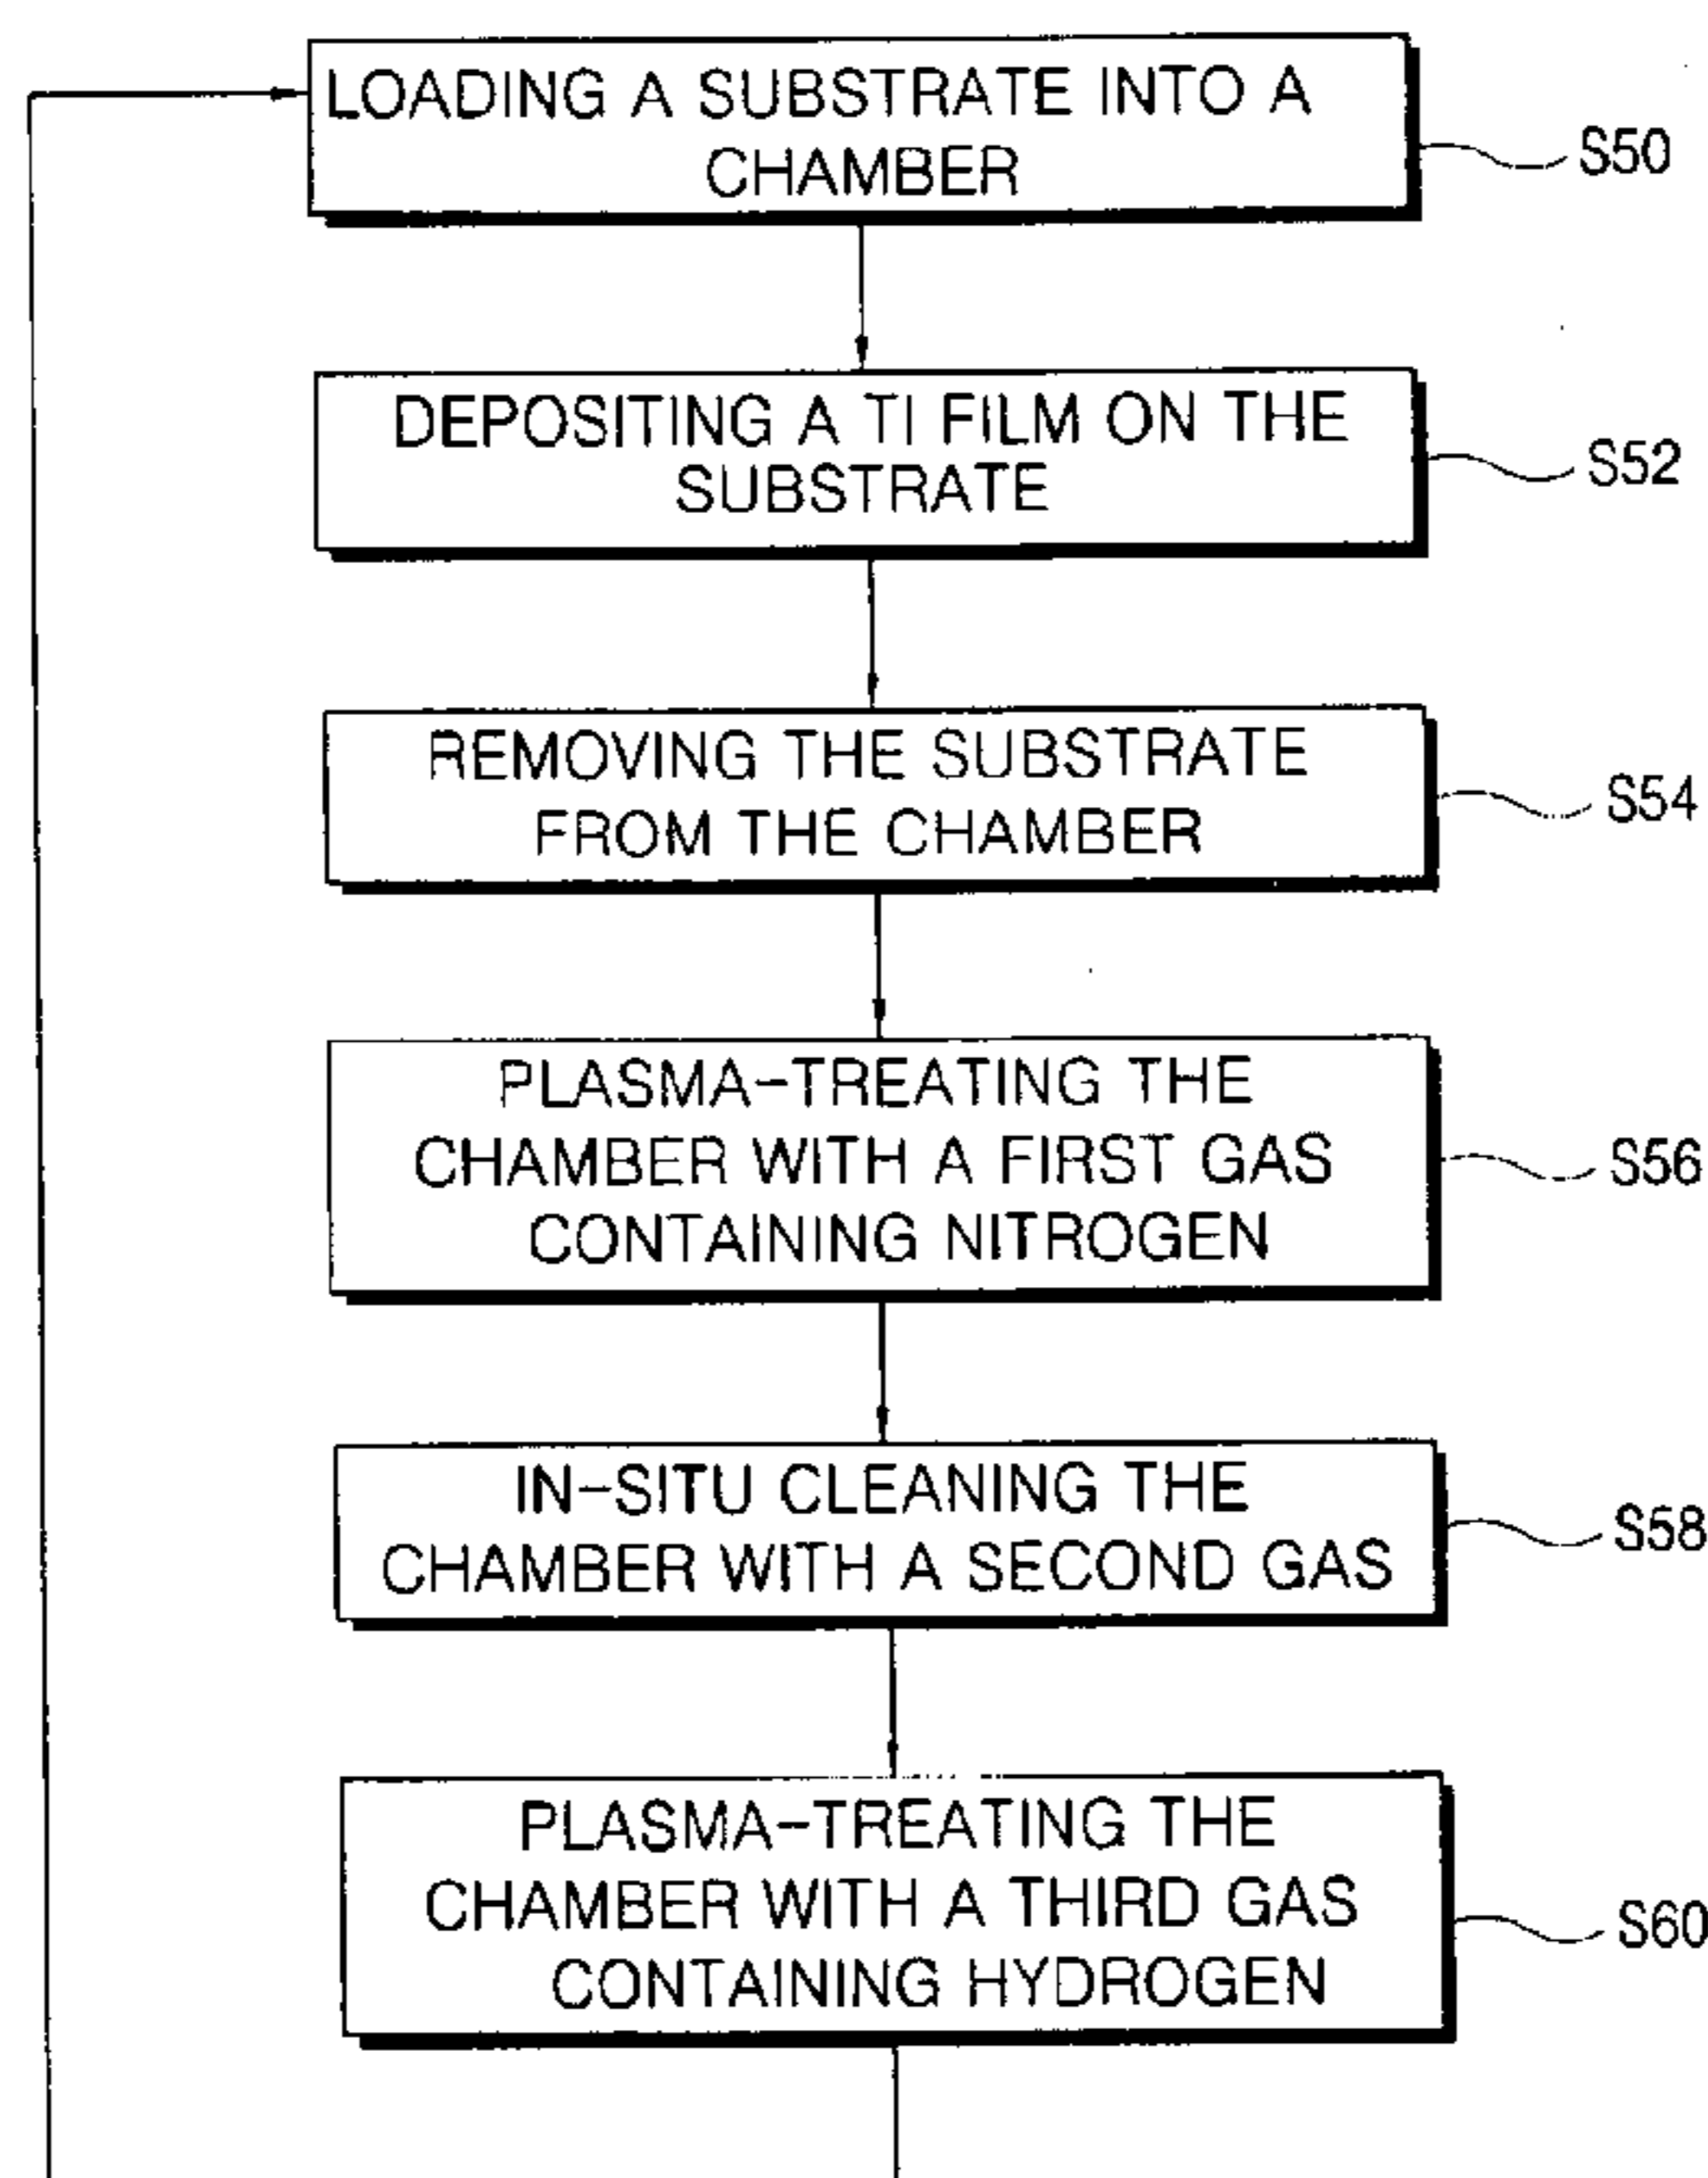 LOADING A SUBSTRATE INTO A
CHAMBER
S50
DEPOSITING A TI FILM ON THE
SUBSTRATE
S52
REMOVING THE SUBSTRATE
FROM THE CHAMBER
S54
PLASMA-TREATING THE
CHAMBER WITH A FIRST GAS
CONTAINING NITROGEN
S56
IN-SITU CLEANING THE
CHAMBER WITH A SECOND GAS
S58
PLASMA-TREATING THE
CHAMBER WITH A THIRD GAS
CONTAINING HYDROGEN
S60